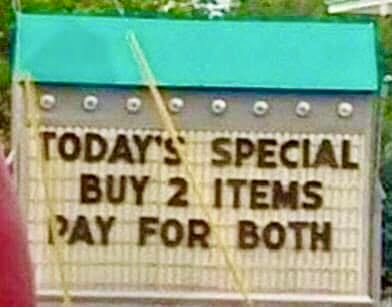 TODAY'S SPECIAL
BUY 2 ITEMS
PAY FOR BOTH